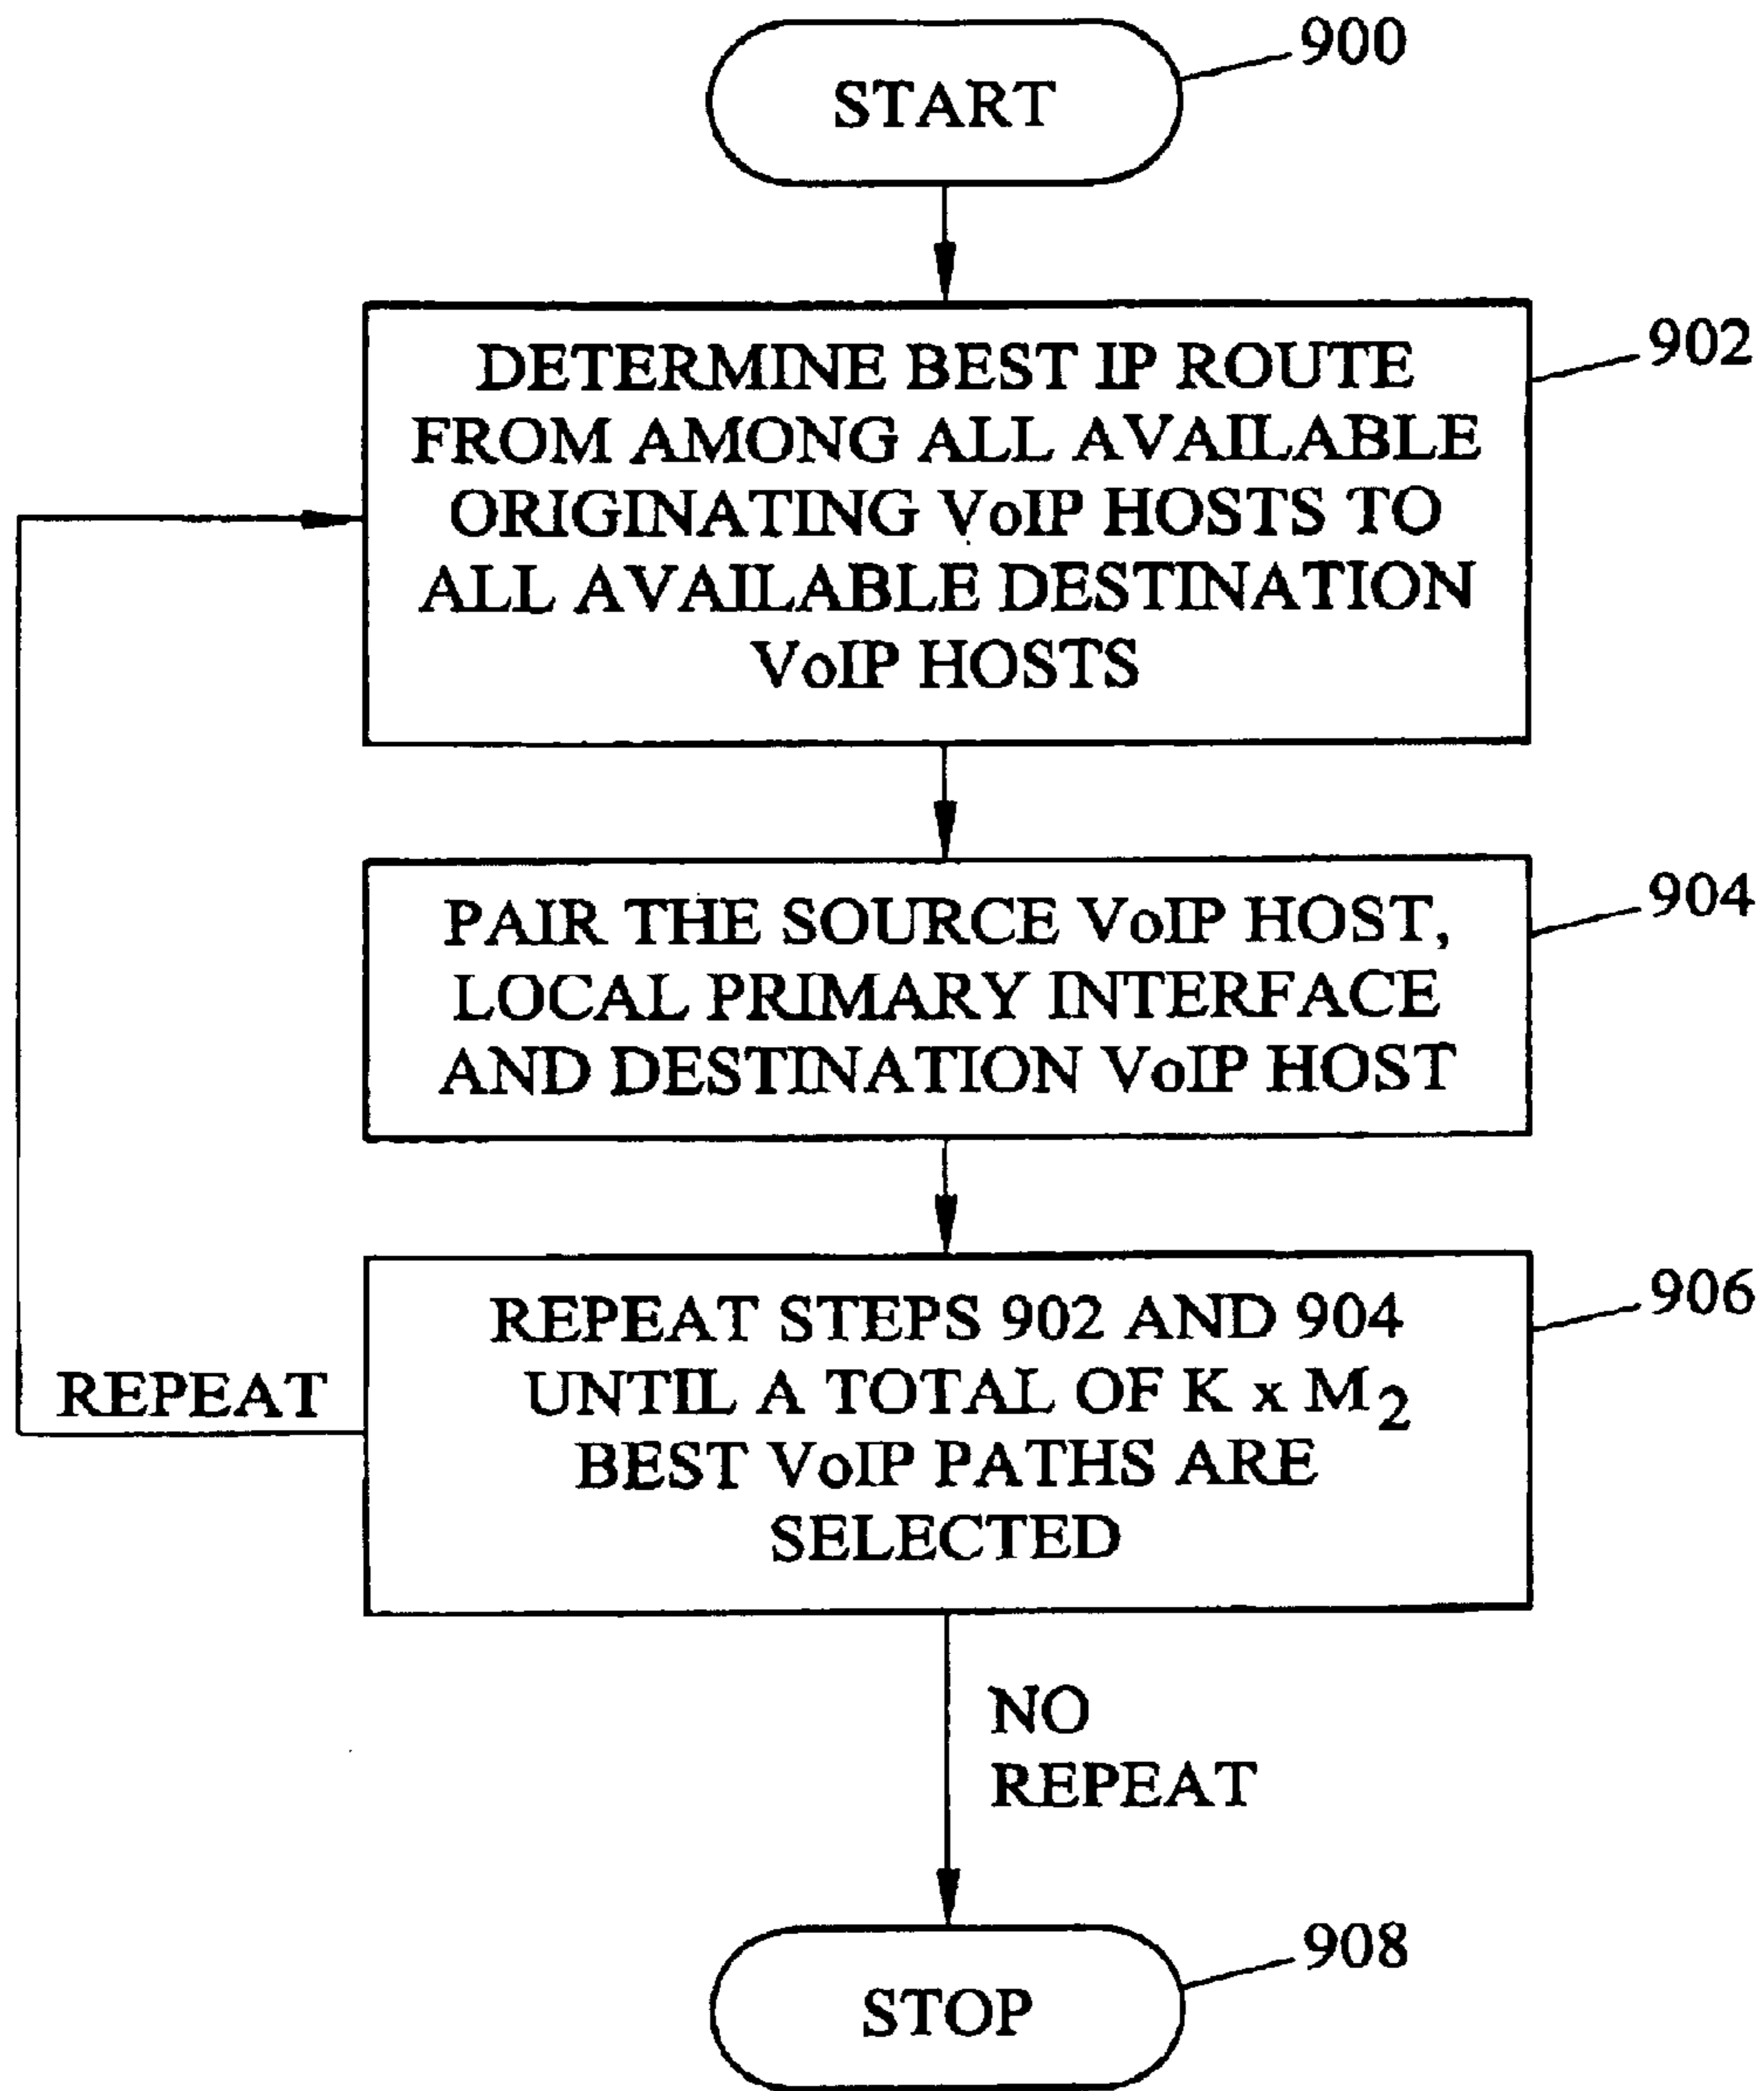 900
START
902
DETERMINE BEST IP ROUTE
FROM AMONG ALL AVAILABLE
ORIGINATING VoIP HOSTS TO
ALL AVAILABLE DESTINATION
VoIP HOSTS
904
PAIR THE SOURCE VoIP HOST,
LOCAL PRIMARY INTERFACE
AND DESTINATION VoIP HOST
906
REPEAT STEPS 902 AND 904
UNTIL A TOTAL OF K x M₂
BEST VoIP PATHS ARE
SELECTED
REPEAT
NO
REPEAT
908
STOP